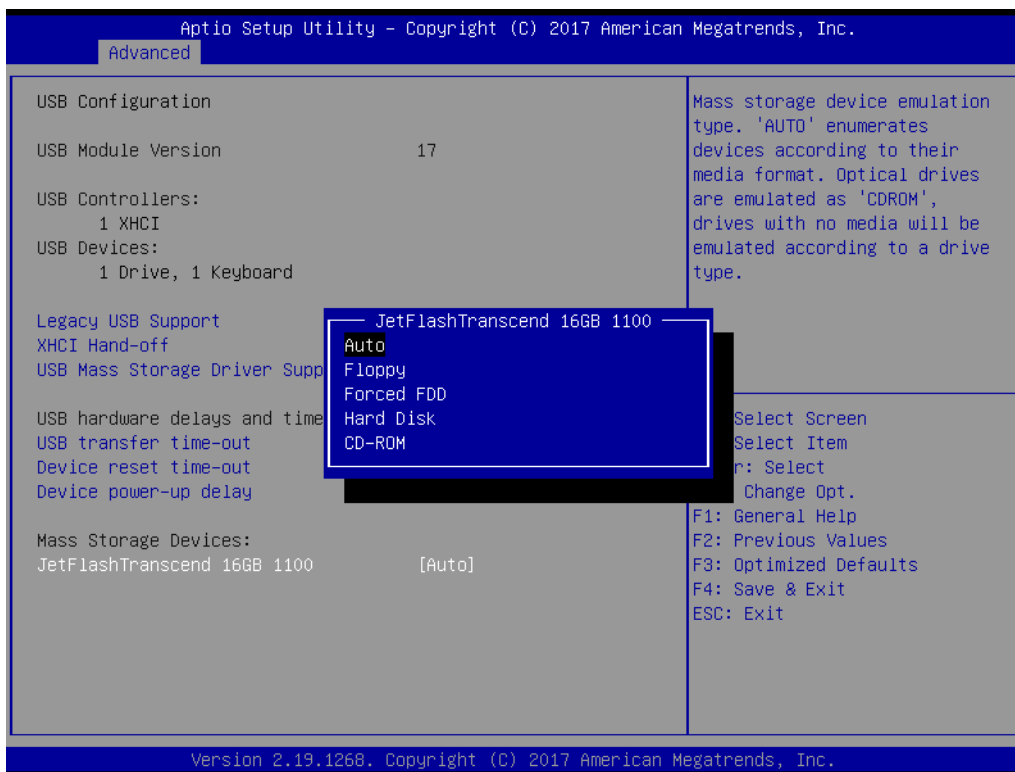 Aptio Setup Utility – Copyright (C) 2017 American Megatrends, Inc.
Advanced
USB Configuration
USB Module Version 17
USB Controllers:
1 XHCI
USB Devices:
1 Drive, 1 Keyboard
Legacy USB Support
XHCI Hand-off
USB Mass Storage Driver Supp
USB hardware delays and time
USB transfer time-out
Device reset time-out
Device power-up delay
Mass Storage Devices:
JetFlashTranscend 16GB 1100 [Auto]
JetFlashTranscend 16GB 1100
Auto
Floppy
Forced FDD
Hard Disk
CD-ROM
Mass storage device emulation
type. 'AUTO' enumerates
devices according to their
media format. Optical drives
are emulated as 'CDROM',
drives with no media will be
emulated according to a drive
type.
Select Screen
Select Item
r: Select
Change Opt.
F1: General Help
F2: Previous Values
F3: Optimized Defaults
F4: Save & Exit
ESC: Exit
Version 2.19.1268. Copyright (C) 2017 American Megatrends, Inc.